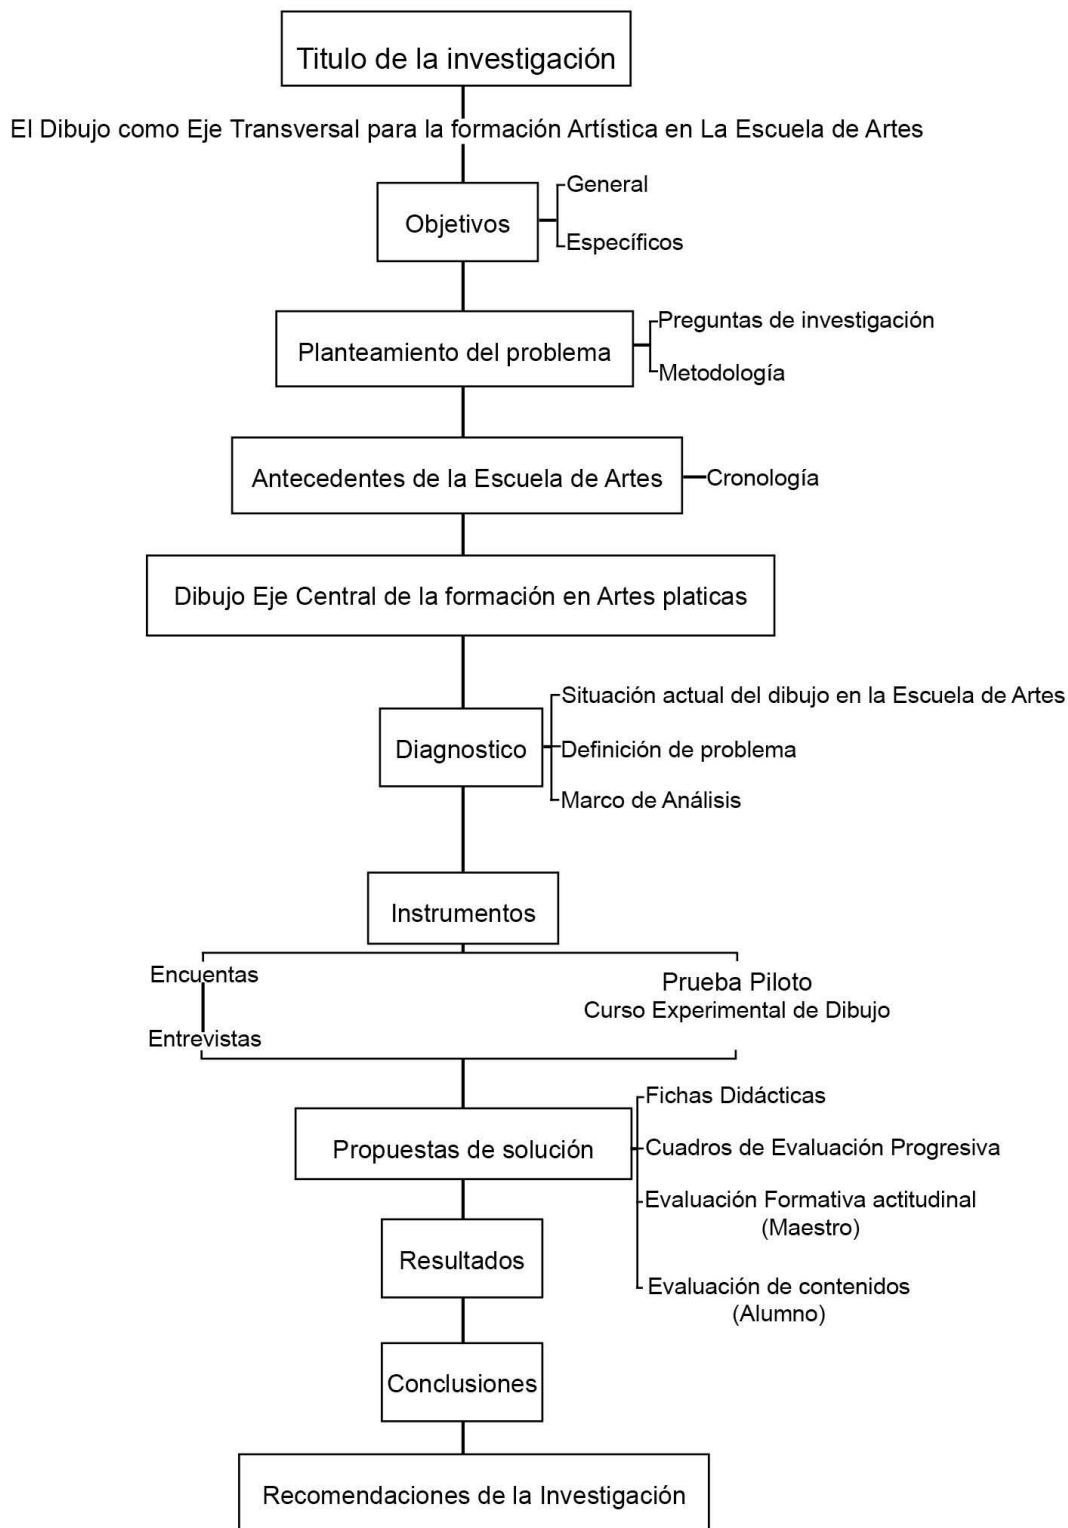 Titulo de la investigación
El Dibujo como Eje Transversal para la formación Artística en La Escuela de Artes
Objetivos
General
Específicos
Planteamiento del problema
Preguntas de investigación
Metodología
Antecedentes de la Escuela de Artes
Cronología
Dibujo Eje Central de la formación en Artes platicas
Diagnostico
Situación actual del dibujo en la Escuela de Artes
Definición de problema
Marco de Análisis
Instrumentos
Encuentas
Entrevistas
Prueba Piloto
Curso Experimental de Dibujo
Propuestas de solución
Fichas Didácticas
Cuadros de Evaluación Progresiva
Evaluación Formativa actitudinal
(Maestro)
Evaluación de contenidos
(Alumno)
Resultados
Conclusiones
Recomendaciones de la Investigación